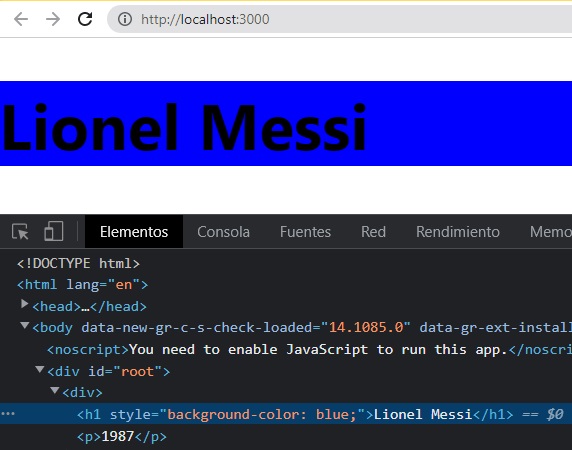 http://localhost:3000
Lionel Messi
Elementos Consola Fuentes Red Rendimiento Memo
<!DOCTYPE html>
<html lang="en">
<head>…</head>
<body data-new-gr-c-s-check-loaded="14.1085.0" data-gr-ext-install
<noscript>You need to enable JavaScript to run this app.</noscri
<div id="root">
<div>
<h1 style="background-color: blue;">Lionel Messi</h1> == $0
<p>1987</p>